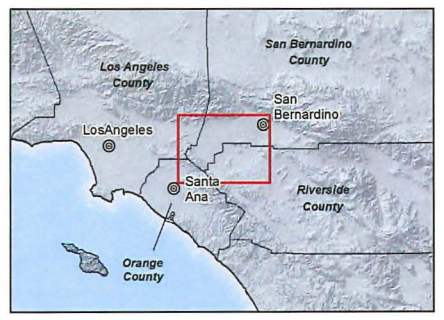 San Bernardino
County
Los Angeles
County
San
Bernardino
LosAngeles
Santa
Ana
Riverside
County
Orange
County